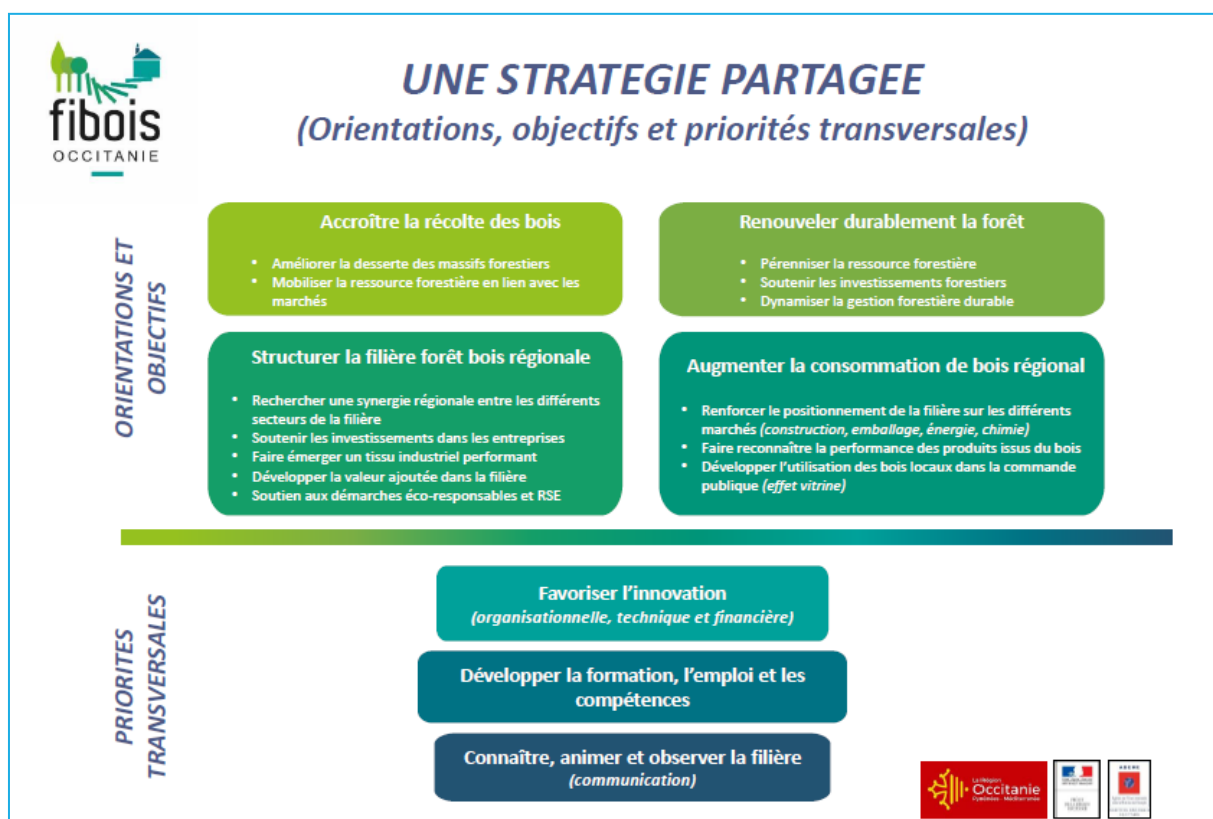 fibois
OCCITANIE
UNE STRATEGIE PARTAGEE
(Orientations, objectifs et priorités transversales)
ORIENTATIONS ET
OBJECTIFS
Accroître la récolte des bois
• Améliorer la desserte des massifs forestiers
• Mobiliser la ressource forestière en lien avec les
marchés
Renouveler durablement la forêt
• Pérenniser la ressource forestière
• Soutenir les investissements forestiers
• Dynamiser la gestion forestière durable
Structurer la filière forêt bois régionale
• Rechercher une synergie régionale entre les différents
secteurs de la filière
• Soutenir les investissements dans les entreprises
• Faire émerger un tissu industriel performant
• Développer la valeur ajoutée dans la filière
• Soutien aux démarches éco-responsables et RSE
Augmenter la consommation de bois régional
• Renforcer le positionnement de la filière sur les différents
marchés (construction, emballage, énergie, chimie)
• Faire reconnaître la performance des produits issus du bois
• Développer l'utilisation des bois locaux dans la commande
publique (effet vitrine)
PRIORITES
TRANSVERSALES
Favoriser l'innovation
(organisationnelle, technique et financière)
Développer la formation, l'emploi et les
compétences
Connaître, animer et observer la filière
(communication)
La Région
Occitanie
Pyrénées - Méditerranée
ADEME